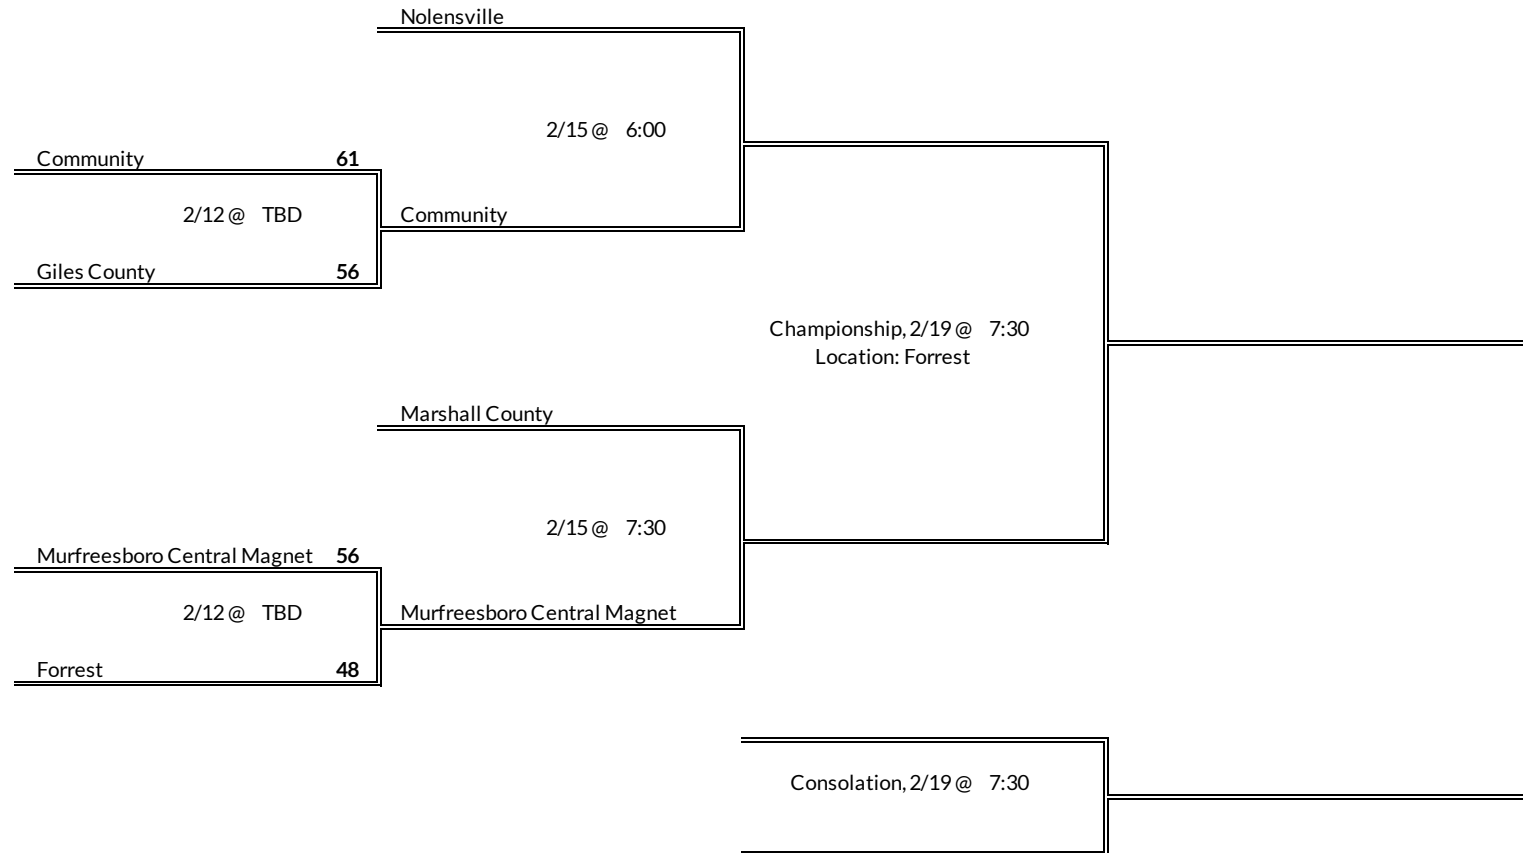 Nolensville
2/15 @ 6:00
Community 61
2/12 @ TBD
Community
Giles County 56
Championship, 2/19 @ 7:30
Location: Forrest
Marshall County
2/15 @ 7:30
Murfreesboro Central Magnet 56
2/12 @ TBD
Murfreesboro Central Magnet
Forrest 48
Consolation, 2/19 @ 7:30